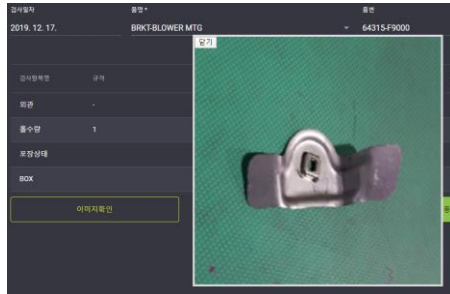 검사일자 품명* 품번
2019. 12. 17. BRKT-BLOWER MTG 64315-F9000
닫기
검사항목명 규격
외관 -
홀수량 1
포장상태
BOX
이미지확인